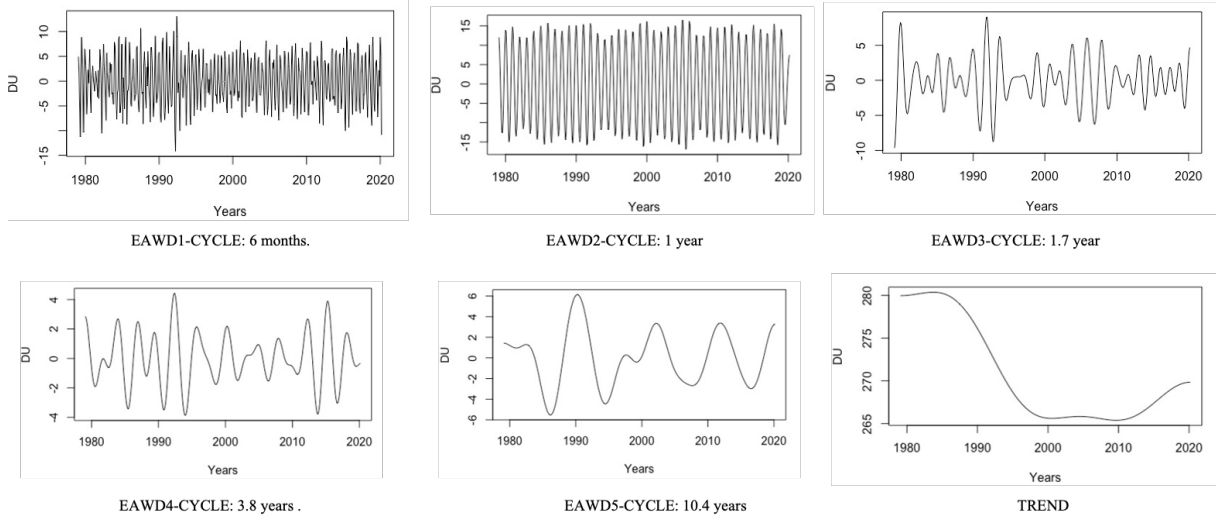 DU
10
5
0
-5
-15
1980 1990 2000 2010 2020
Years
EAWD1-CYCLE: 6 months.
DU
15
5
0
-5
-15
1980 1990 2000 2010 2020
Years
EAWD2-CYCLE: 1 year
DU
5
0
-5
-10
1980 1990 2000 2010 2020
Years
EAWD3-CYCLE: 1.7 year
DU
4
2
0
-2
-4
1980 1990 2000 2010 2020
Years
EAWD4-CYCLE: 3.8 years .
DU
6
4
2
0
-2
-4
-6
1980 1990 2000 2010 2020
Years
EAWD5-CYCLE: 10.4 years
DU
280
275
270
265
1980 1990 2000 2010 2020
Years
TREND